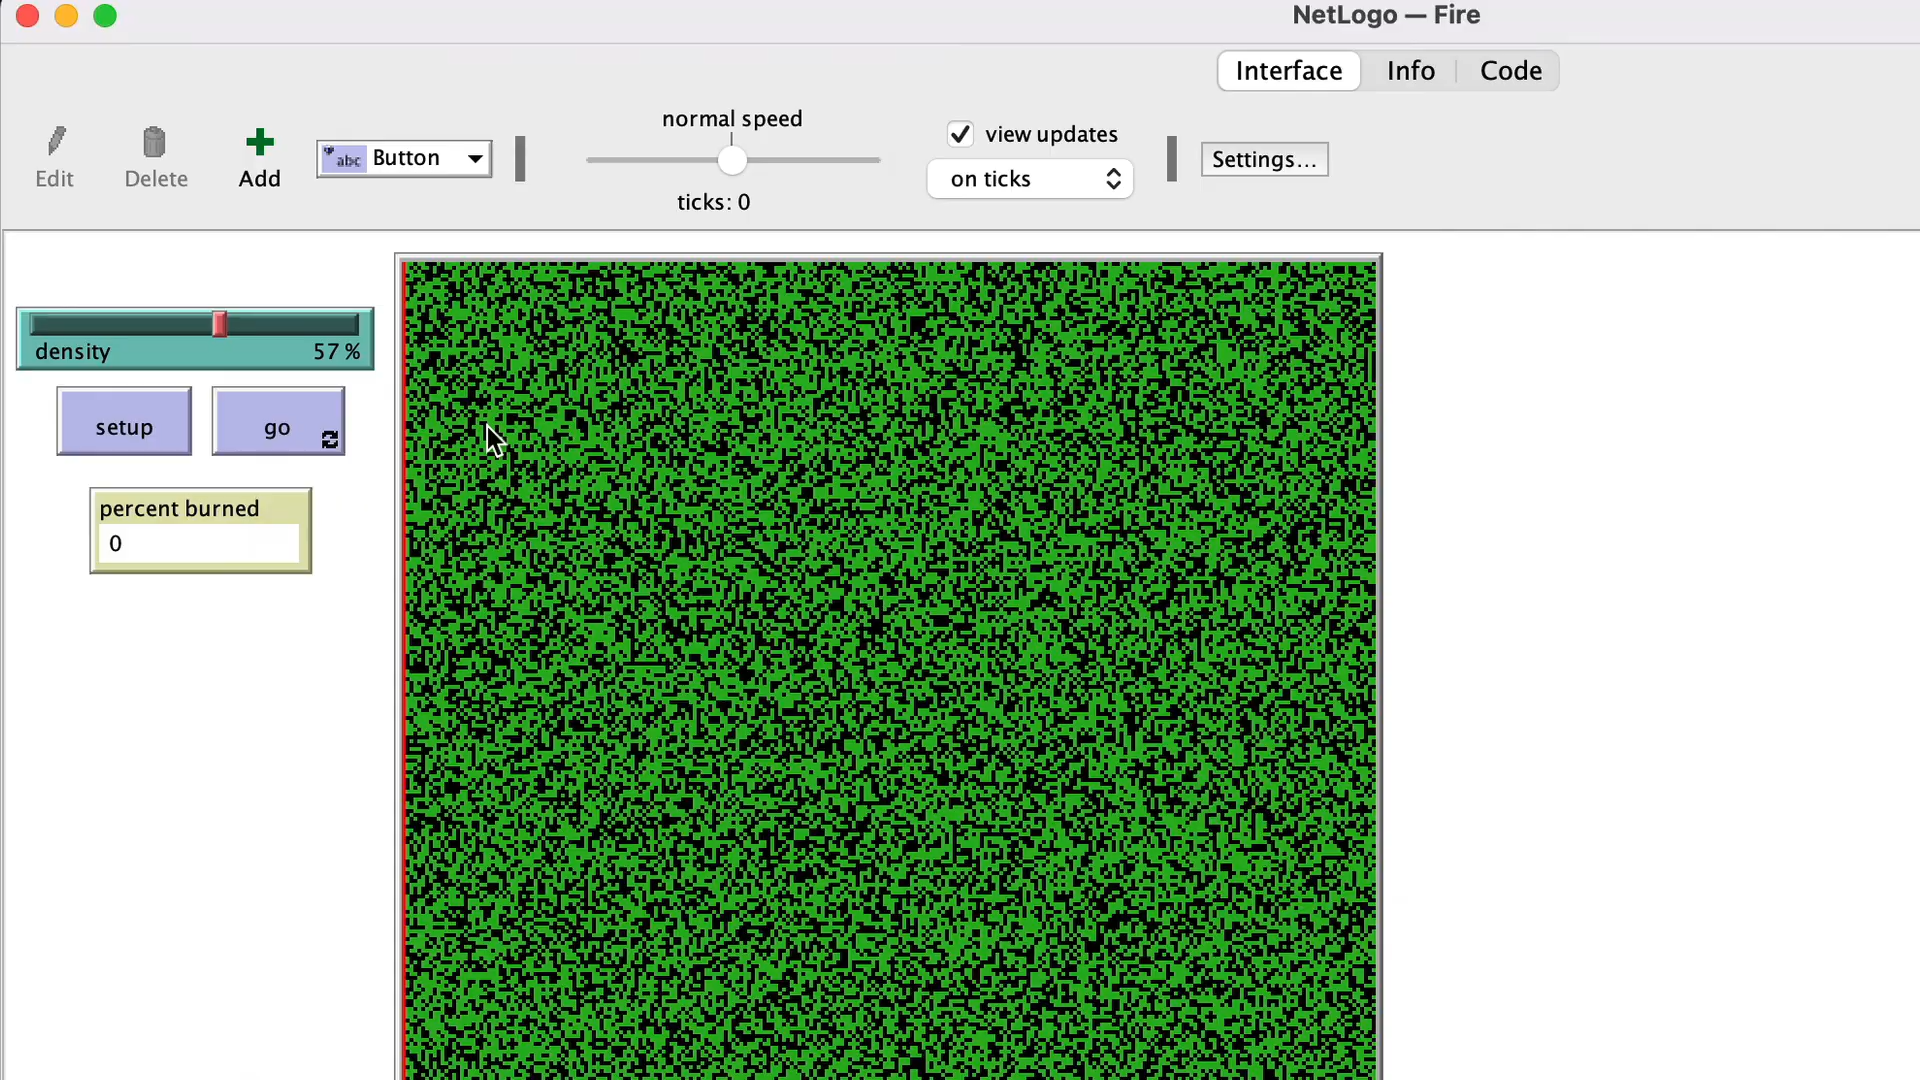 NetLogo — Fire
Interface Info Code
normal speed
view updates
Edit Delete Add abc Button on ticks Settings...
ticks: 0
density 57 %
setup go
percent burned
0